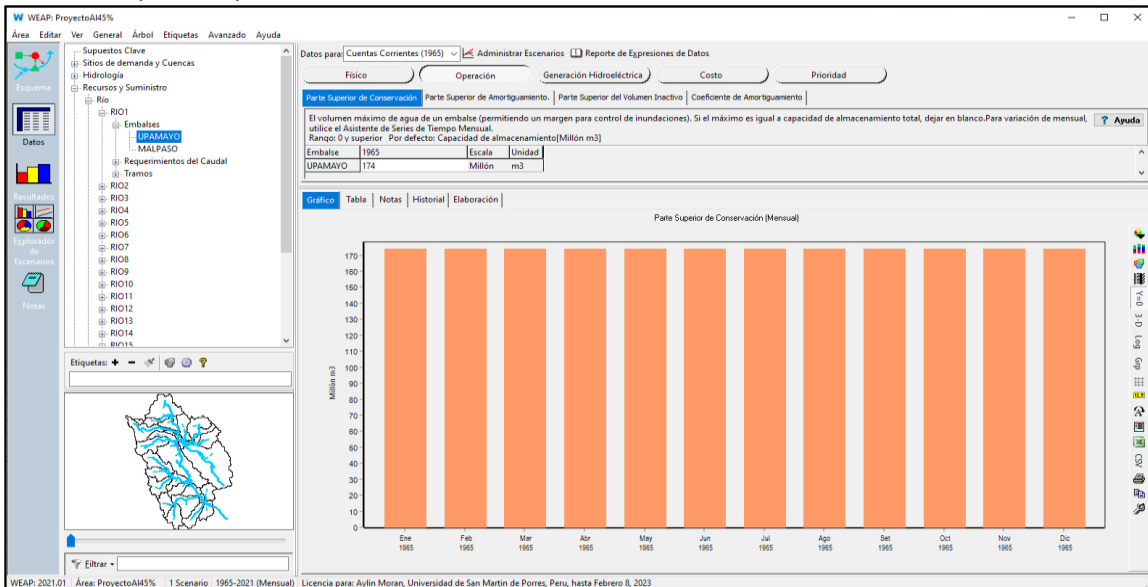 WEAP: ProyectoAI45%
Área Editar Ver General Árbol Etiquetas Avanzado Ayuda
Esquema
Datos
Resultados
Explorador de Escenarios
Notas
Supuestos Clave
Sitios de demanda y Cuencas
Hidrología
Recursos y Suministro
Río
RIO1
Embalses
UPAMAYO
MALPASO
Requerimientos del Caudal
Tramos
RIO2
RIO3
RIO4
RIO5
RIO6
RIO7
RIO8
RIO9
RIO10
RIO11
RIO12
RIO13
RIO14
RIO15
Etiquetas:
Filtrar
Datos para: Cuentas Corrientes (1965) Administrar Escenarios Reporte de Expresiones de Datos
Físico Operación Generación Hidroeléctrica Costo Prioridad
Parte Superior de Conservación Parte Superior de Amortiguamiento. Parte Superior del Volumen Inactivo Coeficiente de Amortiguamiento
El volumen máximo de agua de un embalse (permitiendo un margen para control de inundaciones). Si el máximo es igual a capacidad de almacenamiento total, dejar en blanco.Para variación de mensual,
utilice el Asistente de Series de Tiempo Mensual.
Rango: 0 y superior Por defecto: Capacidad de almacenamiento[Millón m3]
? Ayuda
Embalse 1965 Escala Unidad
UPAMAYO 174 Millón m3
Gráfico Tabla Notas Historial Elaboración
Parte Superior de Conservación (Mensual)
Millón m3
170
160
150
140
130
120
110
100
90
80
70
60
50
40
30
20
10
0
Ene Feb Mar Abr May Jun Jul Ago Set Oct Nov Dic
1965 1965 1965 1965 1965 1965 1965 1965 1965 1965 1965 1965
Y=0
3-D
Log
Grp
CSV
WEAP: 2021.01 Área: ProyectoAI45% 1 Scenario 1965-2021 (Mensual) Licencia para: Aylin Moran, Universidad de San Martin de Porres, Peru, hasta Febrero 8, 2023